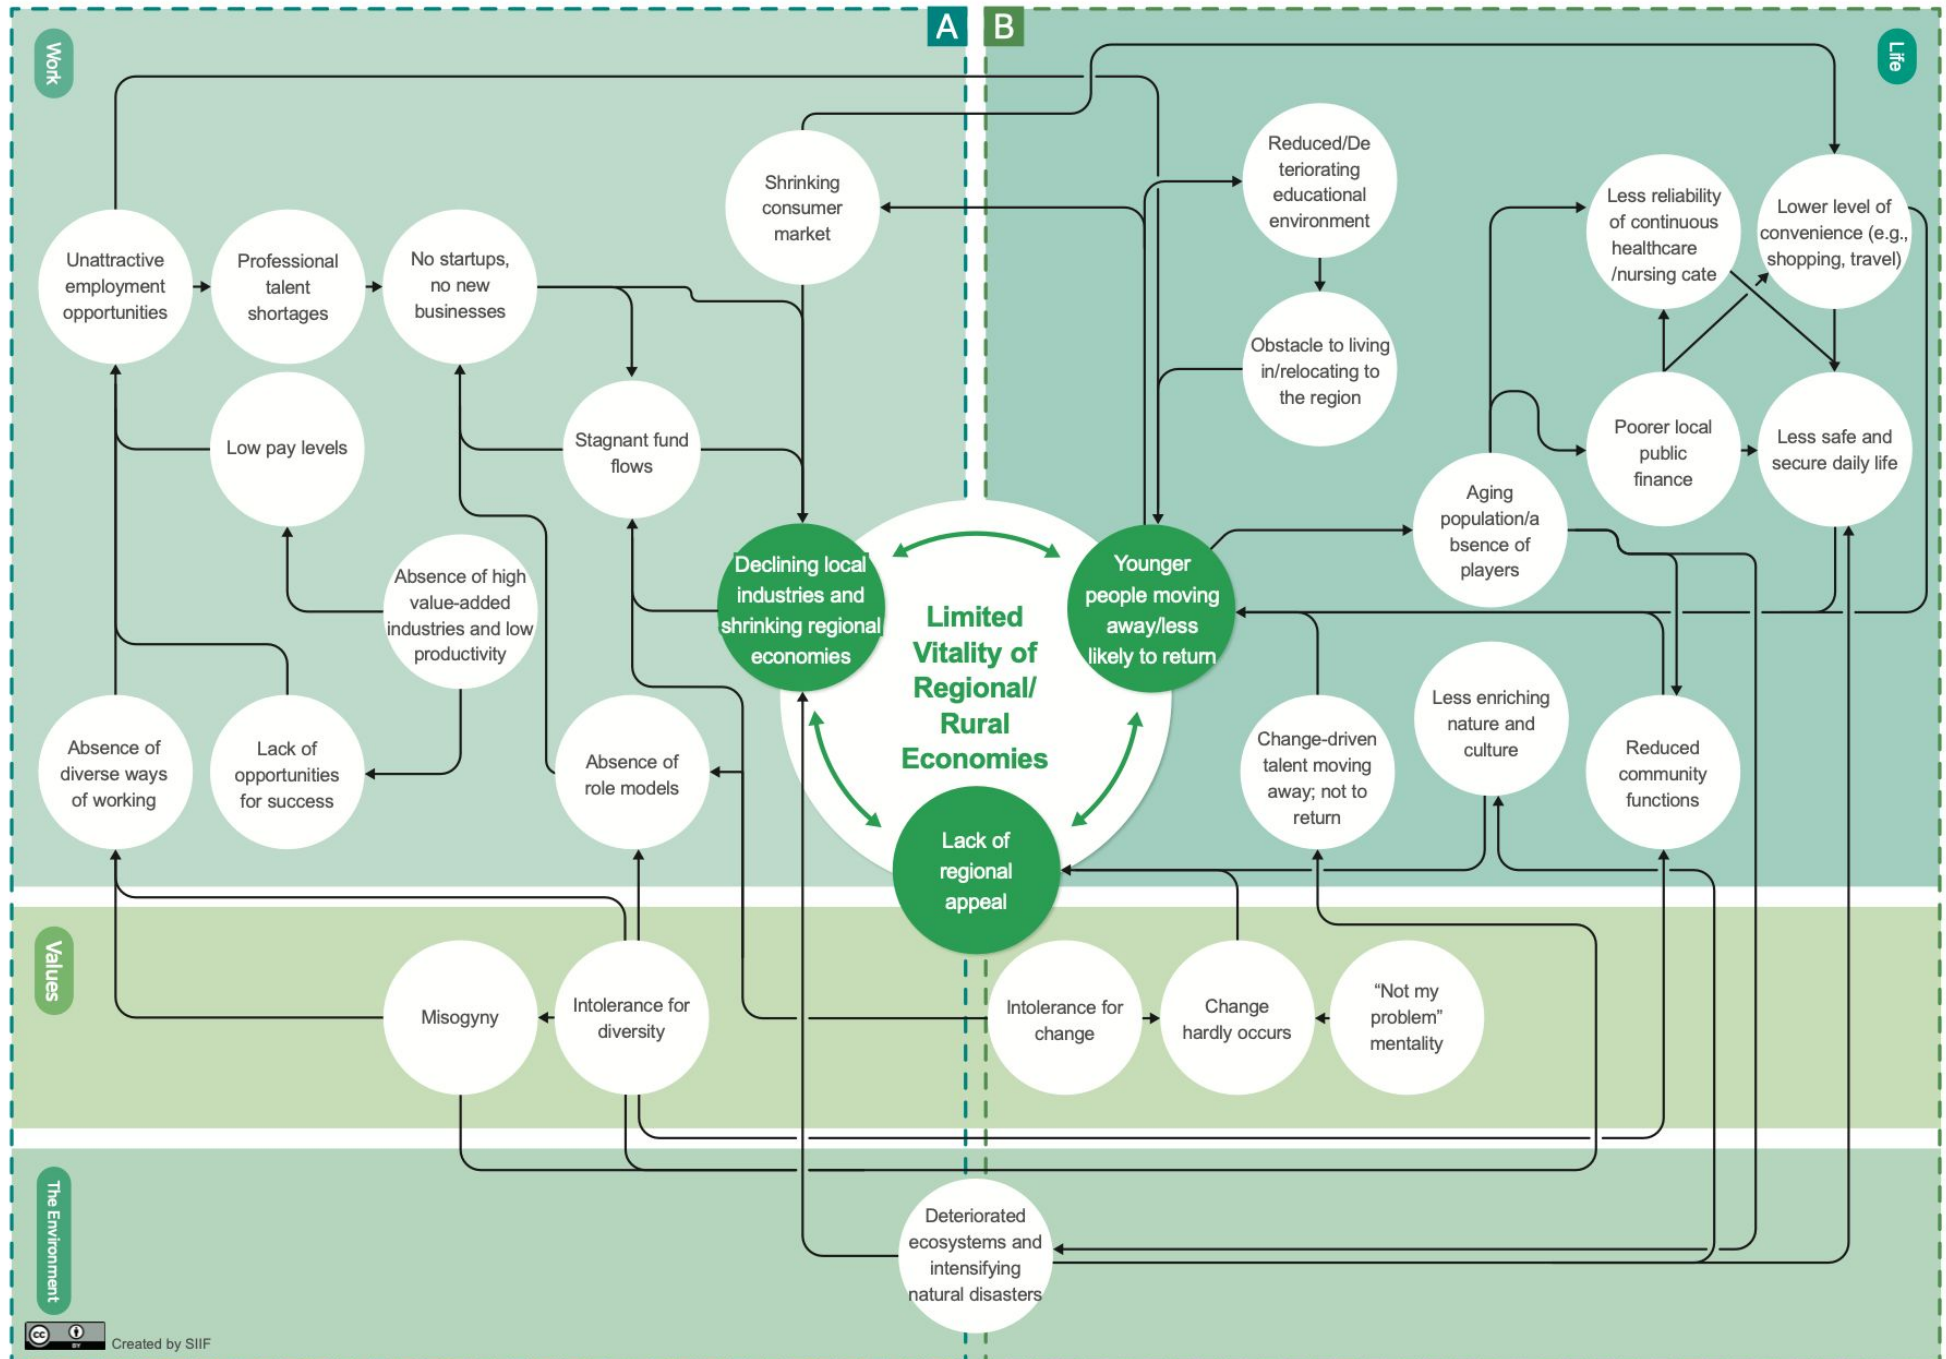 A
B
Work
Life
Shrinking
consumer
market
Reduced/De
teriorating
educational
environment
Less reliability
of continuous
healthcare
/nursing cate
Lower level of
convenience (e.g.,
shopping, travel)
Unattractive
employment
opportunities
Professional
talent
shortages
No startups,
no new
businesses
Obstacle to living
in/relocating to
the region
Low pay levels
Stagnant fund
flows
Poorer local
public
finance
Less safe and
secure daily life
Aging
population/a
bsence of
players
Absence of high
value-added
industries and low
productivity
Declining local
industries and
shrinking regional
economies
Limited
Vitality of
Regional/
Rural
Economies
Younger
people moving
away/less
likely to return
Absence of
diverse ways
of working
Lack of
opportunities
for success
Absence of
role models
Change-driven
talent moving
away; not to
return
Less enriching
nature and
culture
Reduced
community
functions
Lack of
regional
appeal
Values
Misogyny
Intolerance for
diversity
Intolerance for
change
Change
hardly occurs
“Not my
problem”
mentality
The Environment
Deteriorated
ecosystems and
intensifying
natural disasters
cc
BY
Created by SIIF